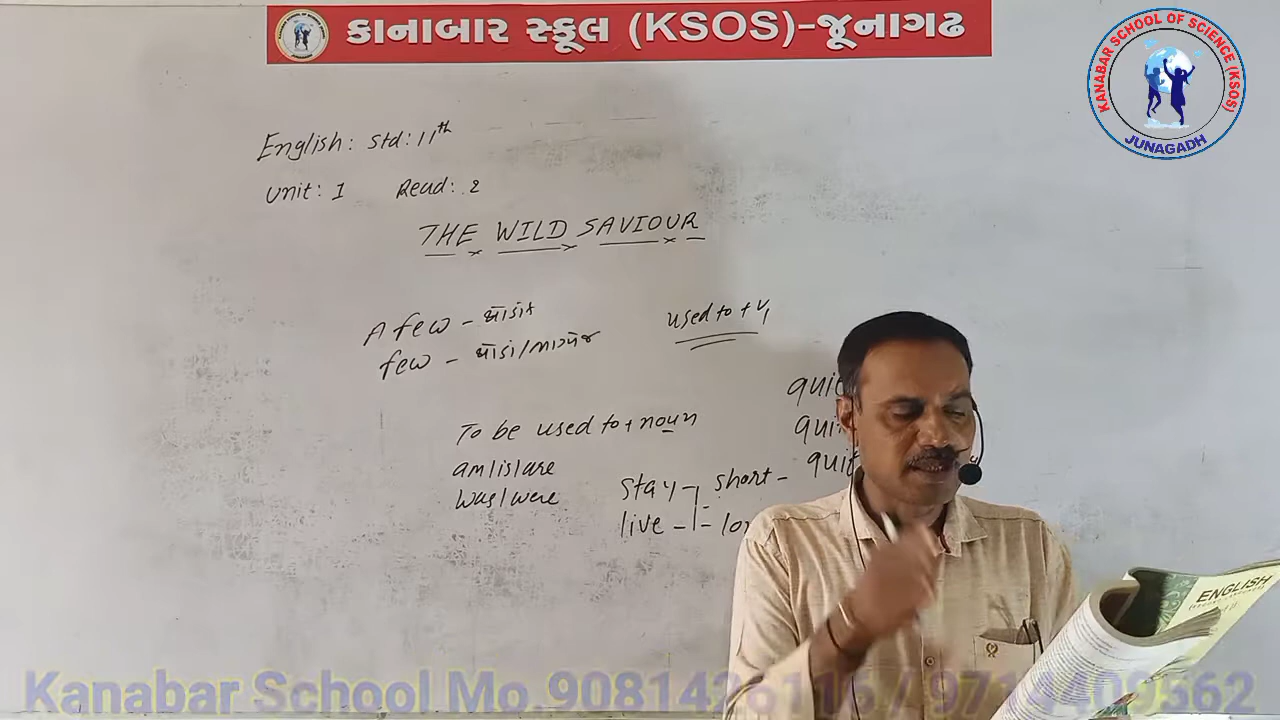 કાનાબાર સ્કૂલ (KSOS)-જૂનાગઢ
KANABAR SCHOOL OF SCIENCE (KSOS)
JUNAGADH
English: Std: 11th
Unit: 1 Read: 2
THE WILD SAVIOUR
A few -
few -
used to + V1
To be used to + noun
am/is/are
was/were
stay - short -
live -
ENGLISH
Kanabar School Mo.